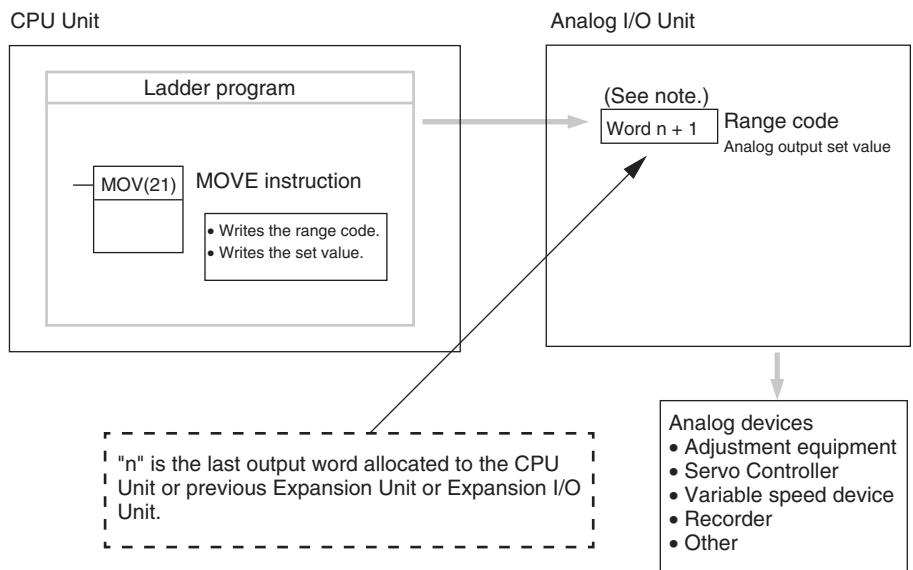 CPU Unit
Analog I/O Unit
Ladder program
(See note.)
Word n + 1
Range code
Analog output set value
MOV(21)
MOVE instruction
• Writes the range code.
• Writes the set value.
"n" is the last output word allocated to the CPU
Unit or previous Expansion Unit or Expansion I/O
Unit.
Analog devices
• Adjustment equipment
• Servo Controller
• Variable speed device
• Recorder
• Other